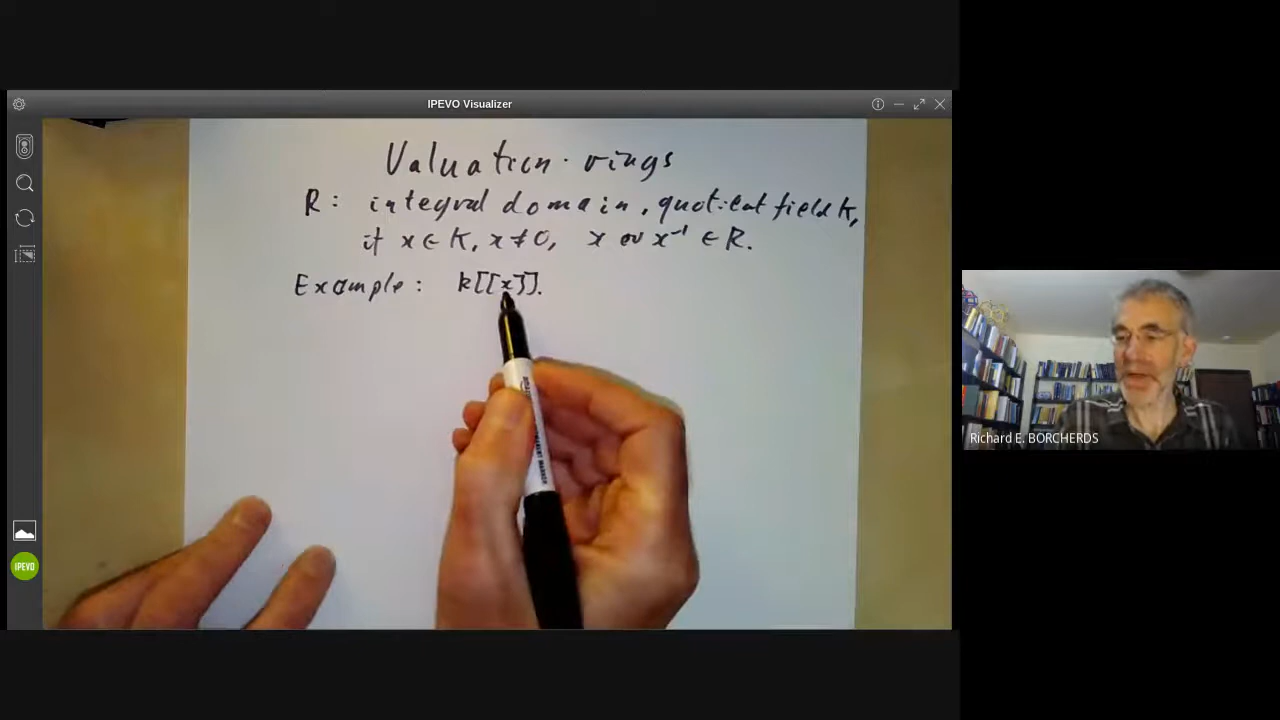 IPEVO Visualizer
Valuation rings
R: integral domain, quotient field K,
if x ∈ K, x ≠ 0, x or x⁻¹ ∈ R.
Example: k[[x]].
Richard E. BORCHERDS
IPEVO